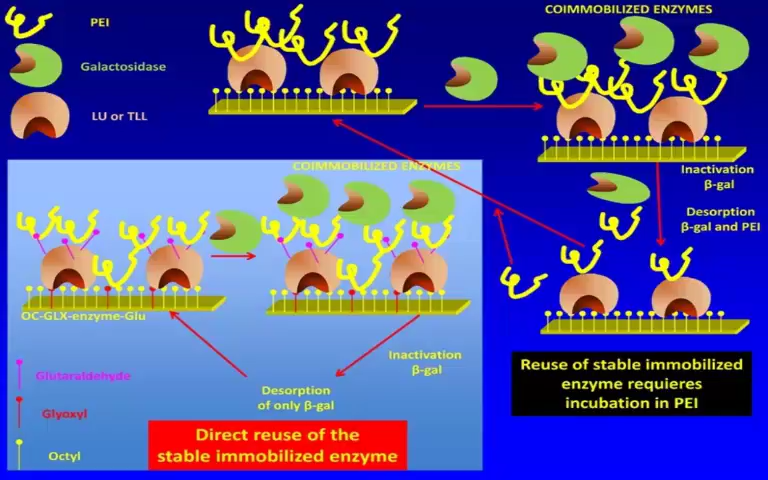 COIMMOBILIZED ENZYMES
PEI
Galactosidase
LU or TLL
COIMMOBILIZED ENZYMES
Inactivation
β-gal
Desorption
β-gal and PEI
OC-GLX-enzyme-Glu
Inactivation
β-gal
Glutaraldehyde
Desorption
of only β-gal
Glyoxyl
Octyl
Direct reuse of the
stable immobilized enzyme
Reuse of stable immobilized
enzyme requieres
incubation in PEI